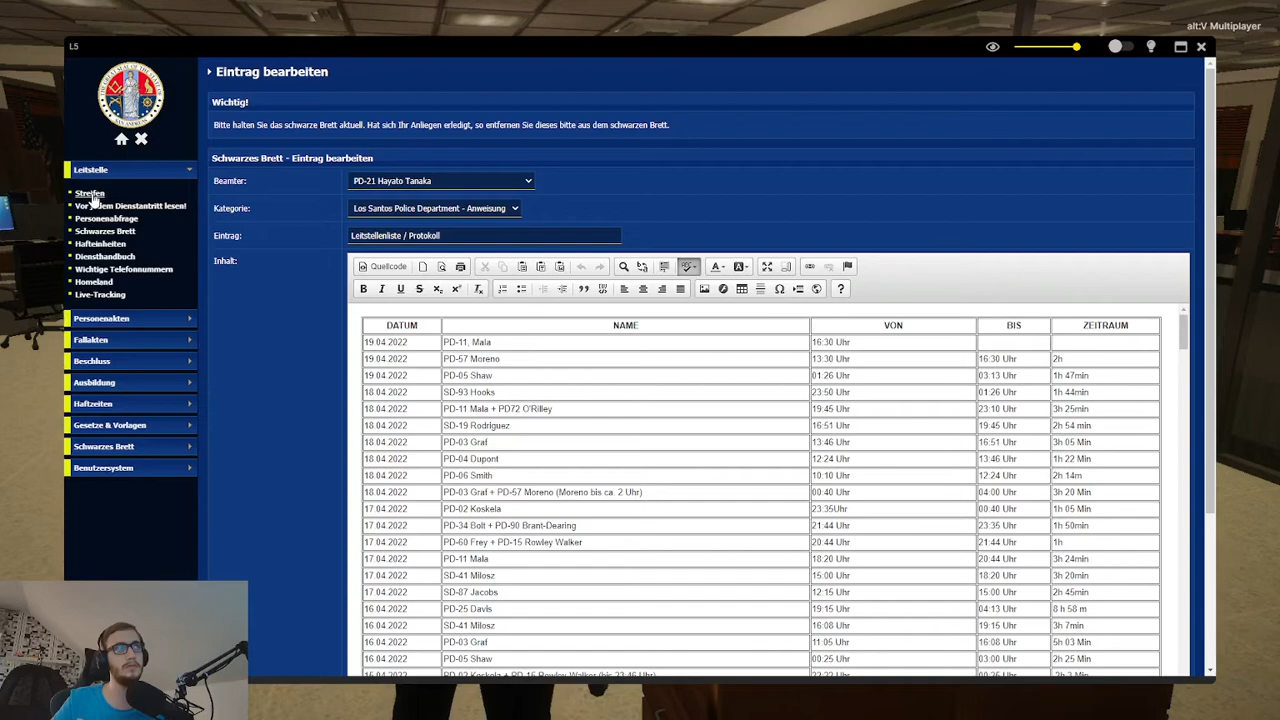 alt:V Multiplayer
L5
Leitstelle
Streifen
dem Dienstantritt lesen!
Personenabfrage
Schwarzes Brett
Hafteinheiten
Diensthandbuch
Wichtige Telefonnummern
Homeland
Live-Tracking
Personenakten
Fallakten
Beschluss
Ausbildung
Haftzeiten
Gesetze & Vorlagen
Schwarzes Brett
Benutzersystem
Eintrag bearbeiten
Wichtig!
Bitte halten Sie das schwarze Brett aktuell. Hat sich Ihr Anliegen erledigt, so entfernen Sie dieses bitte aus dem schwarzen Brett.
Schwarzes Brett - Eintrag bearbeiten
Beamter: PD-21 Hayato Tanaka
Kategorie: Los Santos Police Department - Anweisung
Eintrag: Leitstellenliste / Protokoll
Inhalt:
Quellcode
DATUM NAME VON BIS ZEITRAUM
19.04.2022 PD-11, Mala 16:30 Uhr
19.04.2022 PD-57 Moreno 13:30 Uhr 16:30 Uhr 2h
19.04.2022 PD-05 Shaw 01:26 Uhr 03:13 Uhr 1h 47min
18.04.2022 SD-93 Hooks 23:50 Uhr 01:26 Uhr 1h 44min
18.04.2022 PD-11 Mala + PD72 O'Rilley 19:45 Uhr 23:10 Uhr 3h 25min
18.04.2022 SD-19 Rodriguez 16:51 Uhr 19:45 Uhr 2h 54 min
18.04.2022 PD-03 Graf 13:46 Uhr 16:51 Uhr 3h 05 Min
18.04.2022 PD-04 Dupont 12:24 Uhr 13:46 Uhr 1h 22 Min
18.04.2022 PD-06 Smith 10:10 Uhr 12:24 Uhr 2h 14m
18.04.2022 PD-03 Graf + PD-57 Moreno (Moreno bis ca. 2 Uhr) 00:40 Uhr 04:00 Uhr 3h 20 Min
17.04.2022 PD-02 Koskela 23:35Uhr 00:40 Uhr 1h 05 Min
17.04.2022 PD-34 Bolt + PD-90 Brant-Dearing 21:44 Uhr 23:35 Uhr 1h 50min
17.04.2022 PD-60 Frey + PD-15 Rowley Walker 20:44 Uhr 21:44 Uhr 1h
17.04.2022 PD-11 Mala 18:20 Uhr 20:44 Uhr 3h 24min
17.04.2022 SD-41 Milosz 15:00 Uhr 18:20 Uhr 3h 20min
17.04.2022 SD-87 Jacobs 12:15 Uhr 15:00 Uhr 2h 45min
16.04.2022 PD-25 Davis 19:15 Uhr 04:13 Uhr 8 h 58 m
16.04.2022 SD-41 Milosz 16:08 Uhr 19:15 Uhr 3h 7min
16.04.2022 PD-03 Graf 11:05 Uhr 16:08 Uhr 5h 03 Min
16.04.2022 PD-05 Shaw 00:25 Uhr 03:00 Uhr 2h 25 Min